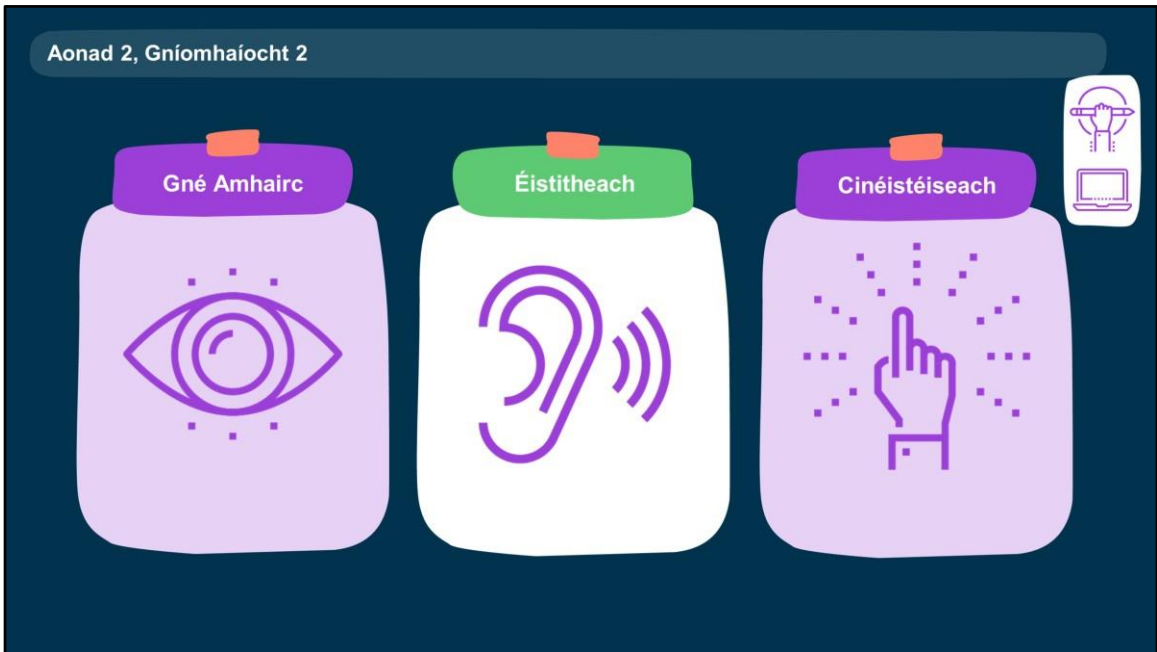 Aonad 2, Gníomhaíocht 2
Gné Amhairc
Éistitheach
Cinéistéiseach